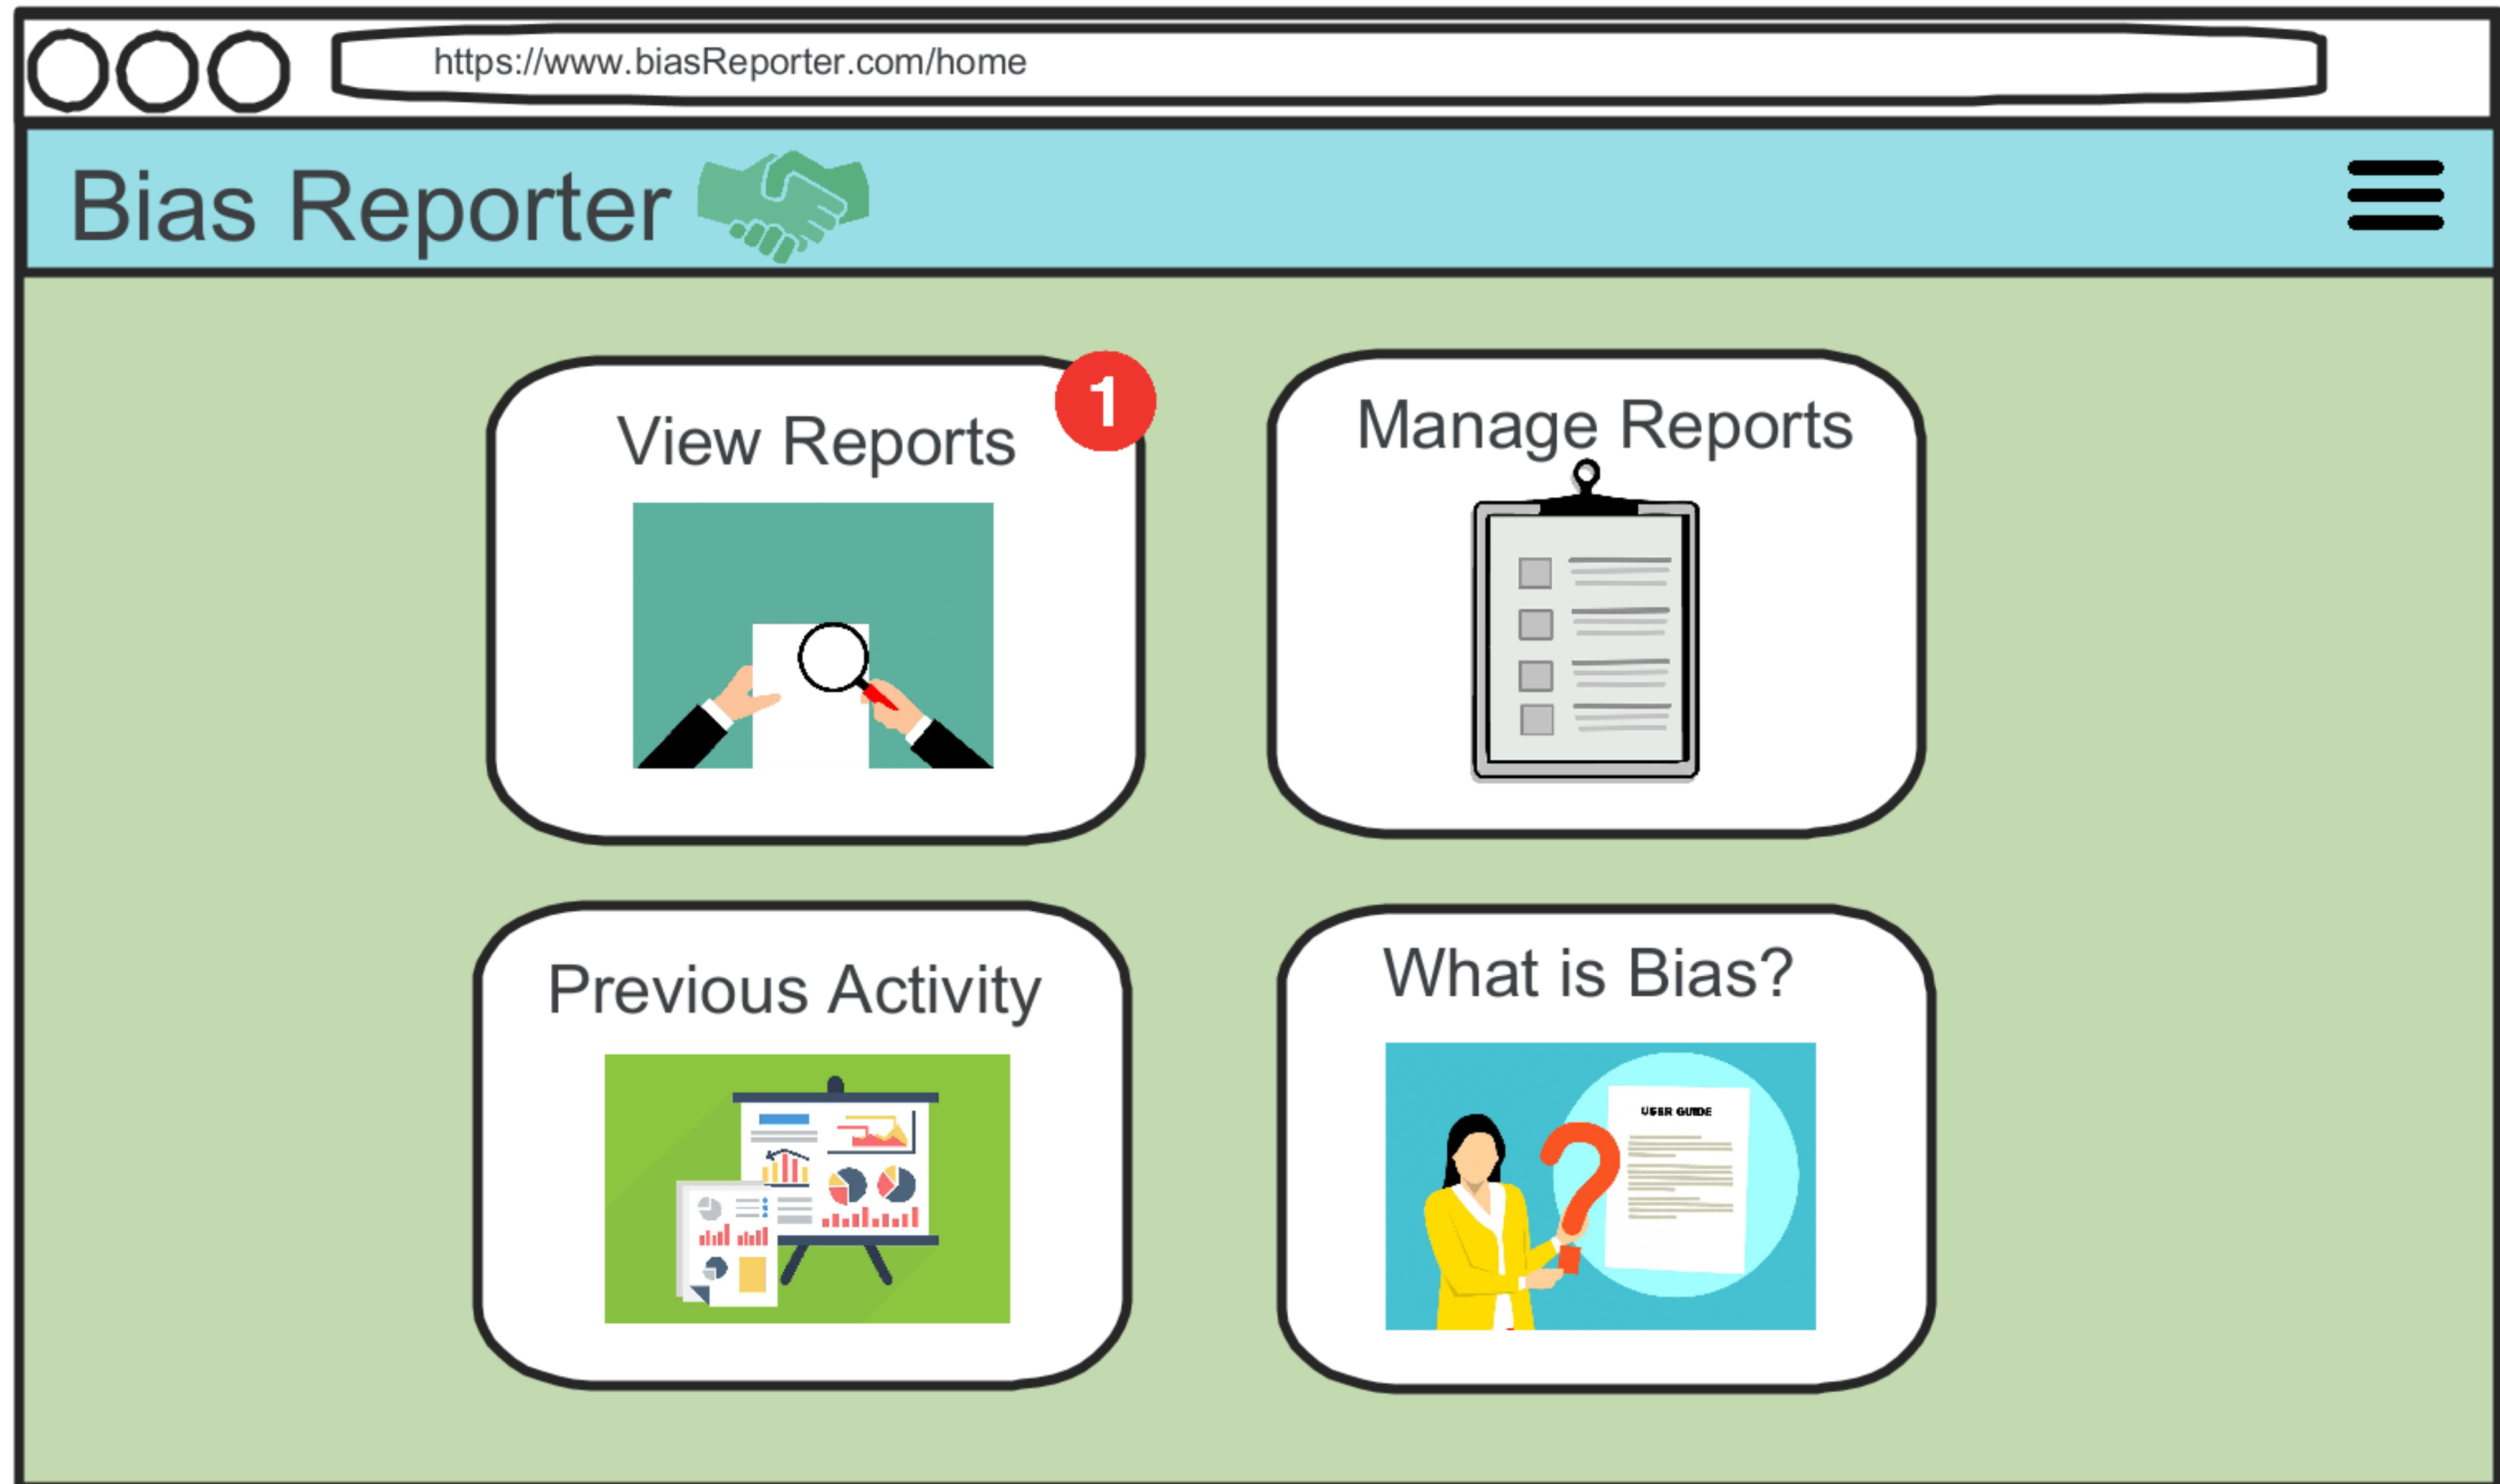 https://www.biasReporter.com/home
Bias Reporter
View Reports
1
Manage Reports
Previous Activity
What is Bias?
USER GUIDE